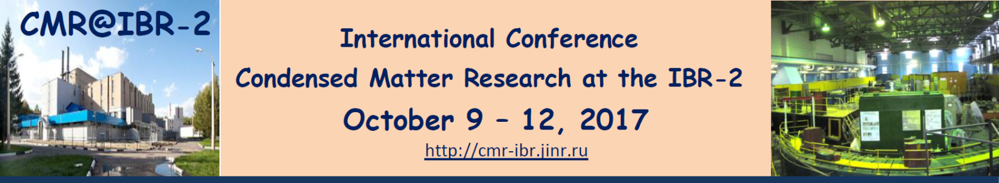 CMR@IBR-2
International Conference
Condensed Matter Research at the IBR-2
October 9 – 12, 2017
http://cmr-ibr.jinr.ru